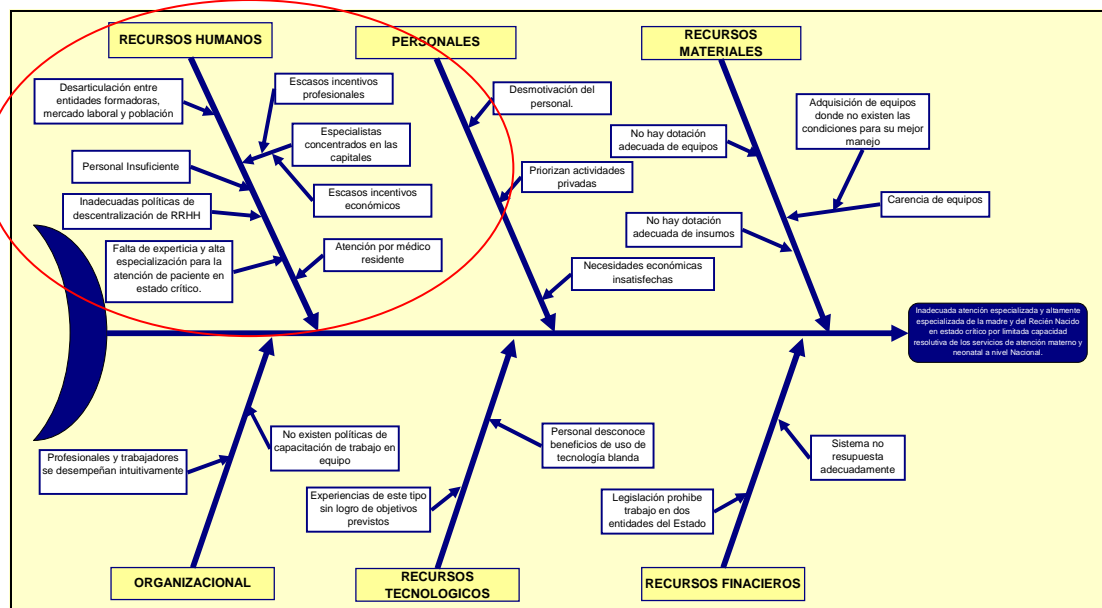 RECURSOS HUMANOS
PERSONALES
RECURSOS
MATERIALES
Desarticulación entre
entidades formadoras,
mercado laboral y población
Escasos incentivos
profesionales
Especialistas
concentrados en las
capitales
Personal Insuficiente
Escasos incentivos
económicos
Inadecuadas políticas de
descentralización de RRHH
Falta de experticia y alta
especialización para la
atención de paciente en
estado crítico.
Atención por médico
residente
Desmotivación del
personal.
Priorizan actividades
privadas
Necesidades económicas
insatisfechas
No hay dotación
adecuada de equipos
Adquisición de equipos
donde no existen las
condiciones para su mejor
manejo
Carencia de equipos
No hay dotación
adecuada de insumos
Inadecuada atención especializada y altamente
especializada de la madre y del Recién Nacido
en estado crítico por limitada capacidad
resolutiva de los servicios de atención materno y
neonatal a nivel Nacional.
Profesionales y trabajadores
se desempeñan intuitivamente
No existen políticas de
capacitación de trabajo en
equipo
Experiencias de este tipo
sin logro de objetivos
previstos
Personal desconoce
beneficios de uso de
tecnología blanda
Legislación prohibe
trabajo en dos
entidades del Estado
Sistema no
resupuesta
adecuadamente
ORGANIZACIONAL
RECURSOS
TECNOLOGICOS
RECURSOS FINACIEROS